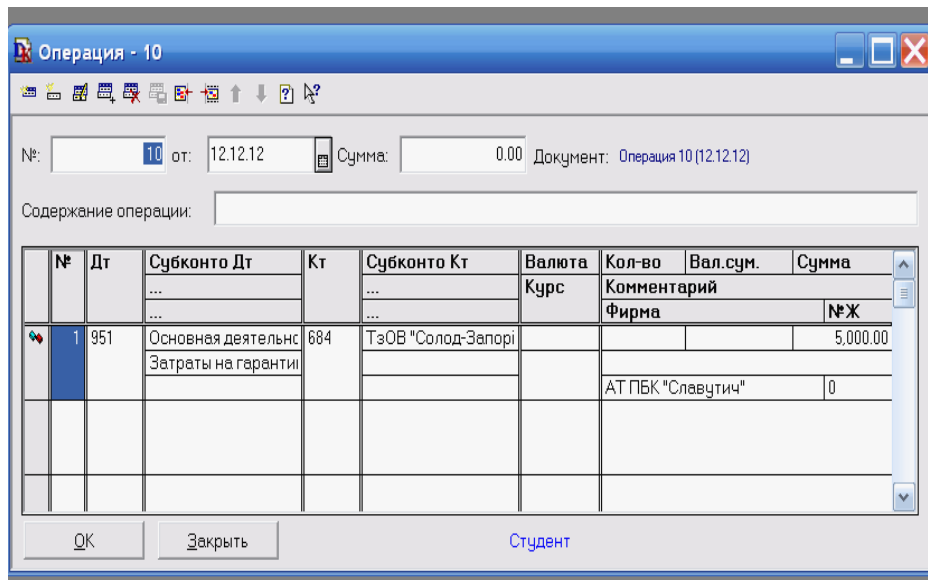 Операция - 10
№: 10 от: 12.12.12 Сумма: 0.00 Документ: Операция 10 (12.12.12)
Содержание операции:
№ Дт Субконто Дт Кт Субконто Кт Валюта Кол-во Вал.сум. Сумма
... ... Курс Комментарий
... ... Фирма №Ж
1 951 Основная деятельнс 684 ТзОВ "Солод-Запорі 5,000.00
Затраты на гаранти
АТ ПБК "Славутич" 0
OK Закрыть Студент